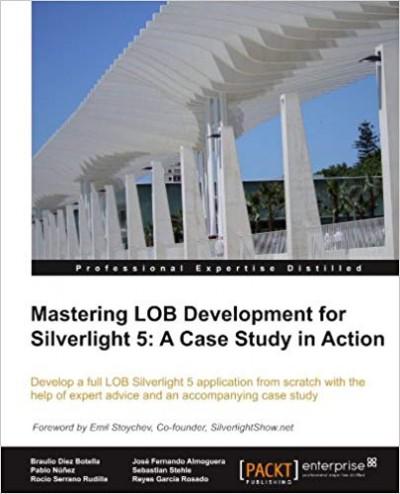 Professional Expertise Distilled
Mastering LOB Development for
Silverlight 5: A Case Study in Action
Develop a full LOB Silverlight 5 application from scratch with the
help of expert advice and an accompanying case study
Foreword by Emil Stoychev, Co-founder, SilverlightShow.net
Braulio Díez Botella
Pablo Núñez
Rocío Serrano Rudilla
José Fernando Almoguera
Sebastian Stehle
Reyes García Rosado
[PACKT]
PUBLISHING
enterprise
professional expertise distilled